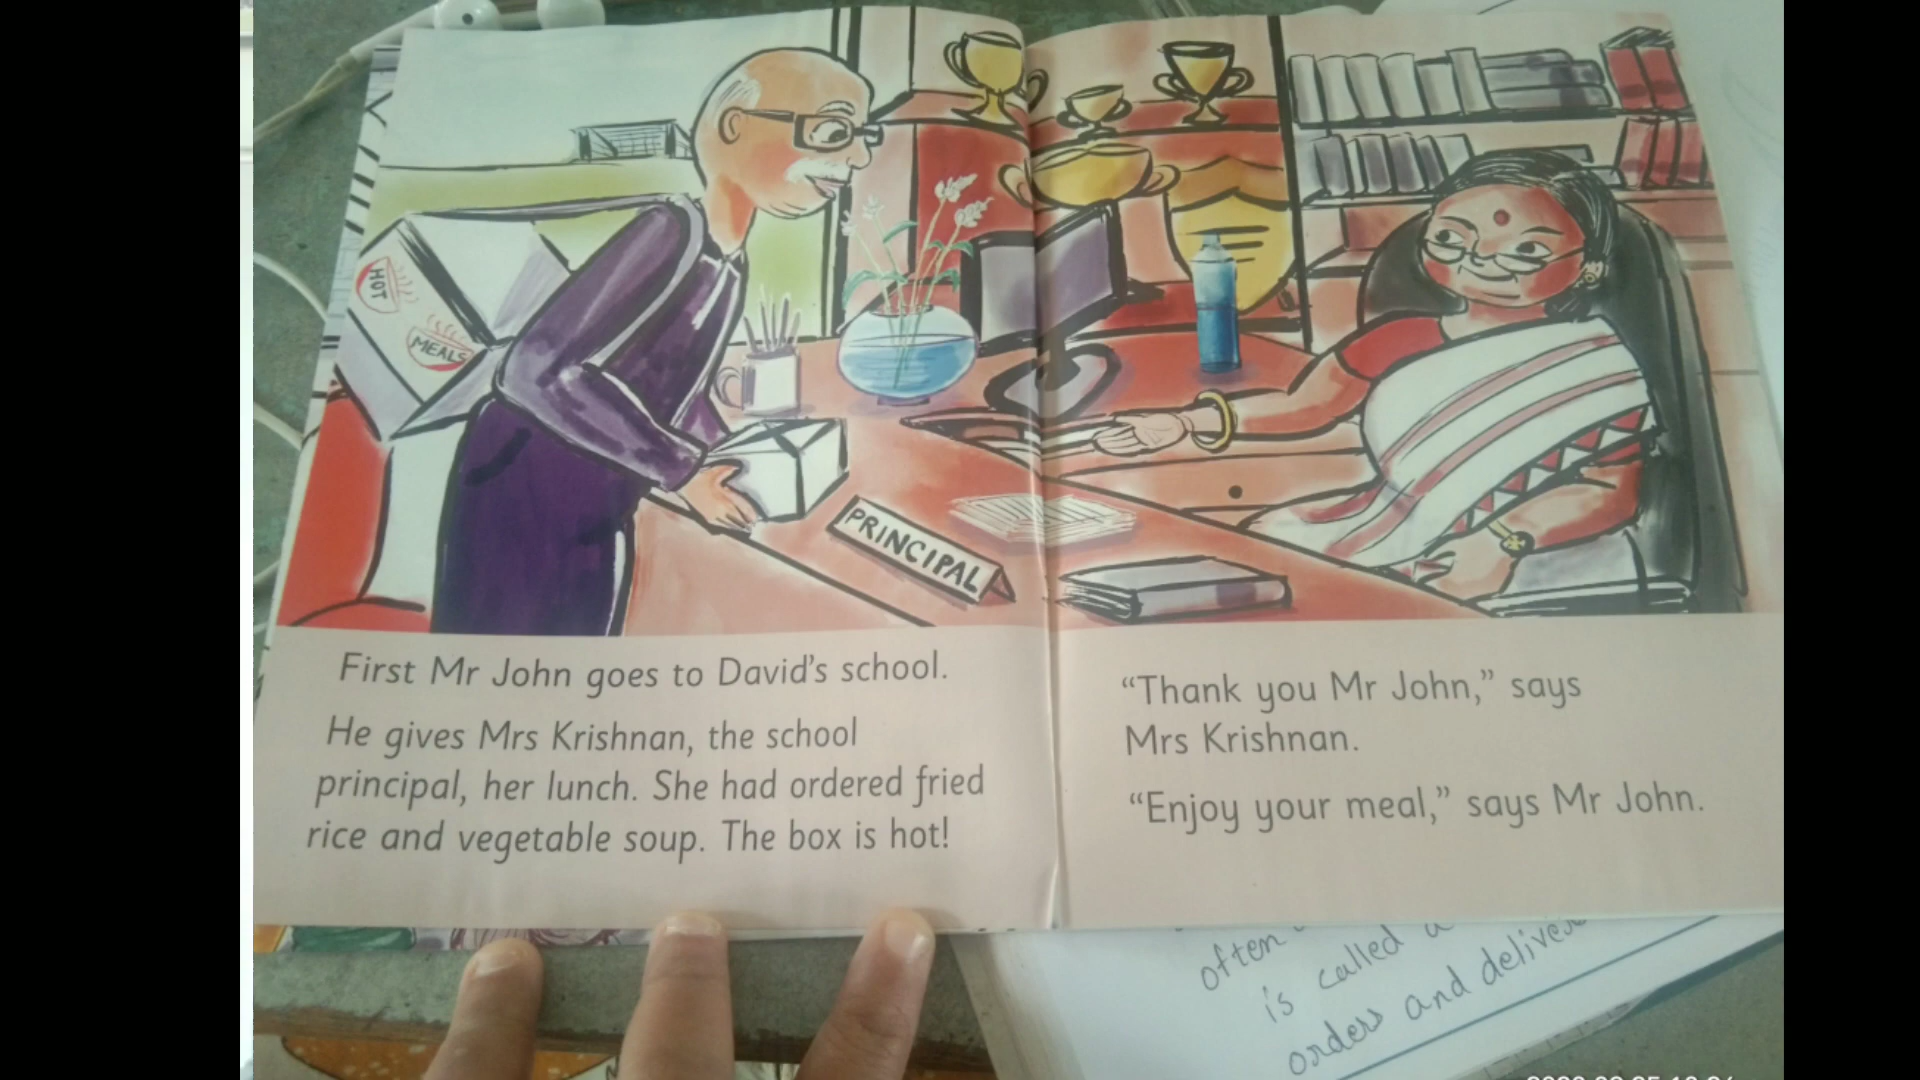 HOT
MEALS
PRINCIPAL
First Mr John goes to David's school.
He gives Mrs Krishnan, the school
principal, her lunch. She had ordered fried
rice and vegetable soup. The box is hot!
“Thank you Mr John,” says
Mrs Krishnan.
“Enjoy your meal,” says Mr John.
often
is called a
orders and